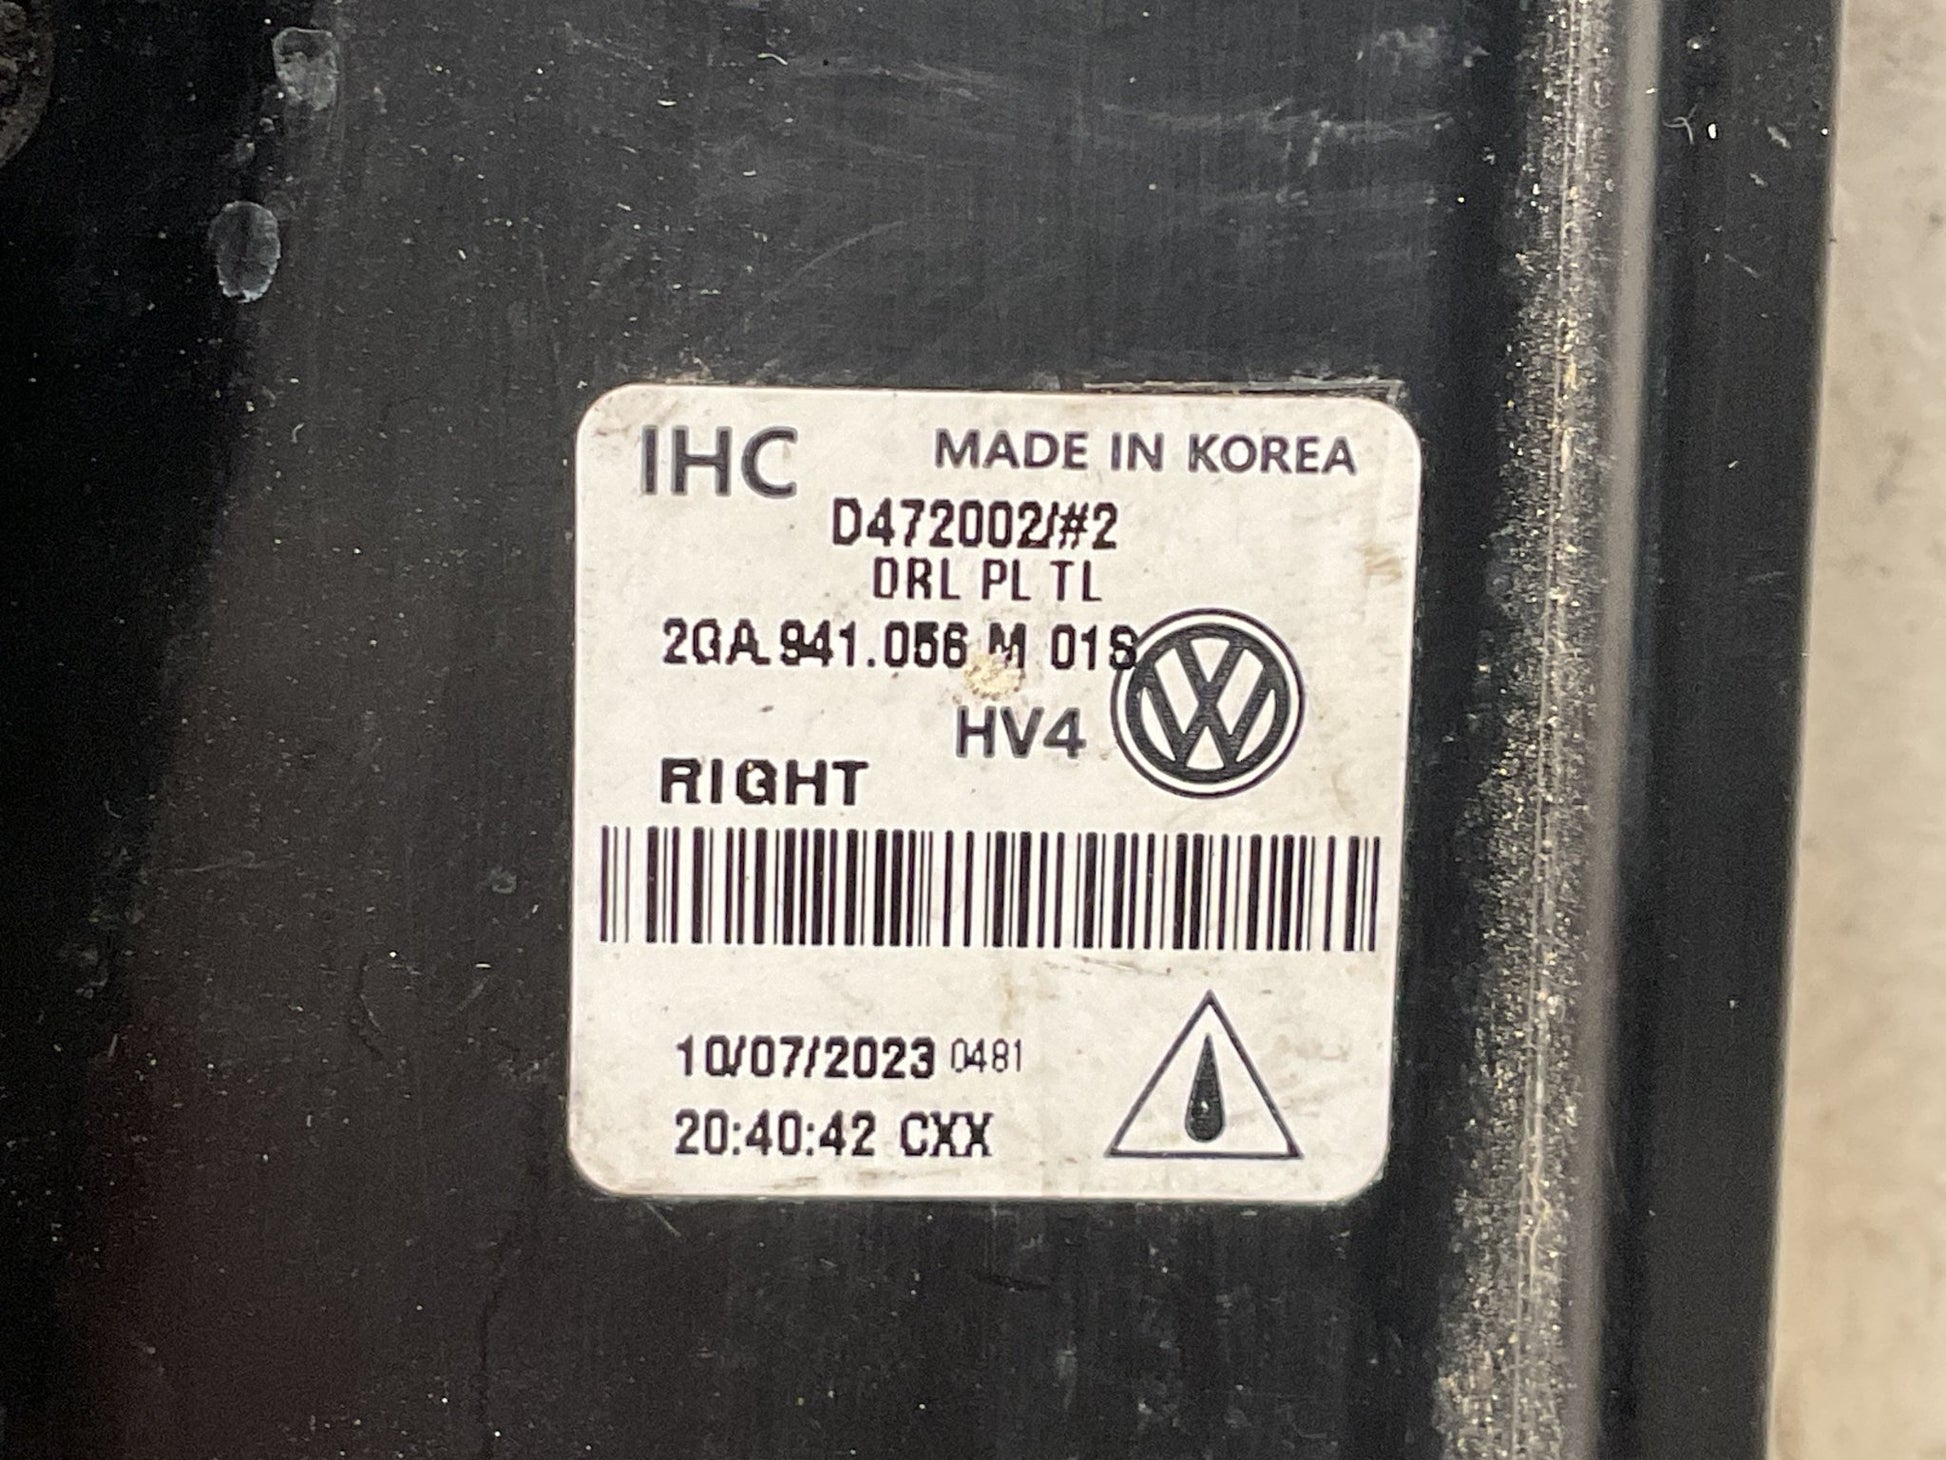 IHC MADE IN KOREA
D472002/#2
DRL PL TL
2GA.941.056 M 01S
HV4
RIGHT
10/07/2023 0481
20:40:42 CXX